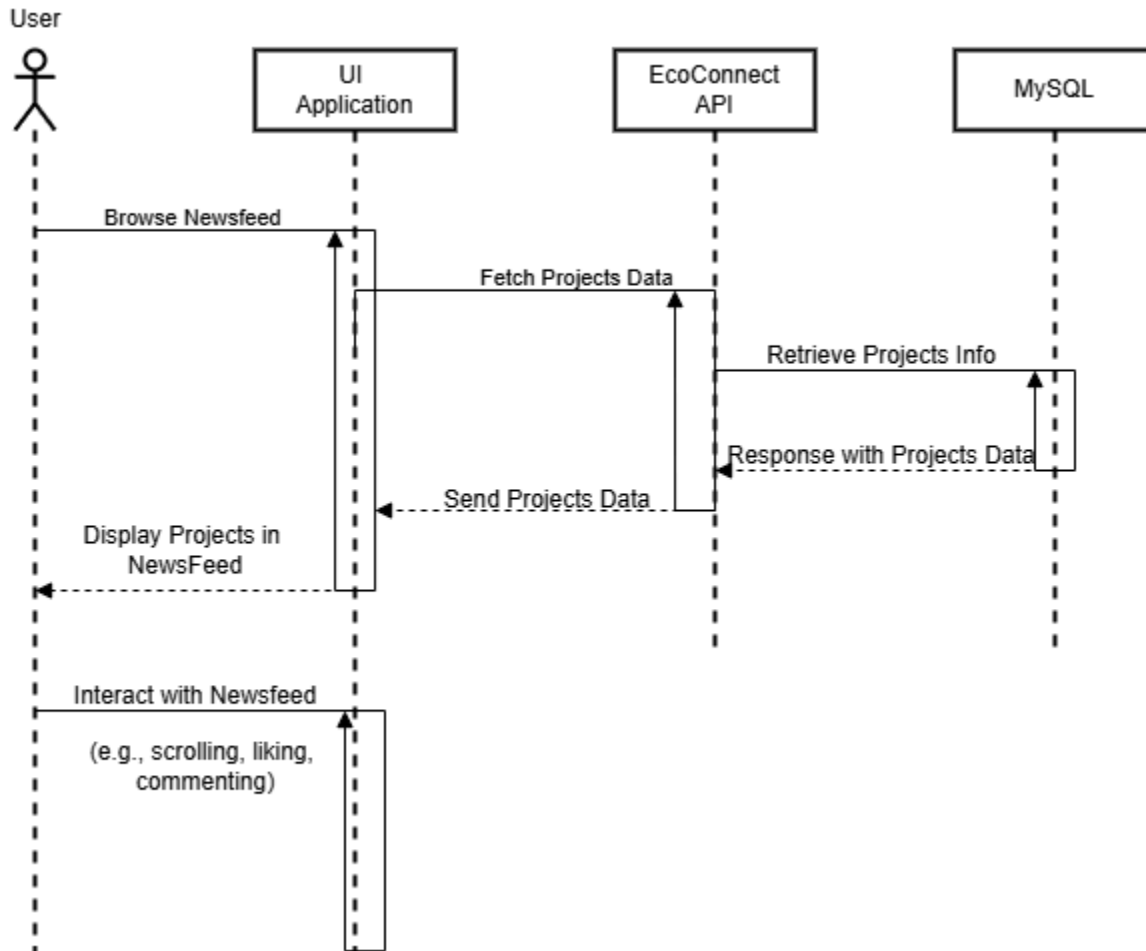 User
UI
Application
EcoConnect
API
MySQL
Browse Newsfeed
Fetch Projects Data
Retrieve Projects Info
Response with Projects Data
Send Projects Data
Display Projects in
NewsFeed
Interact with Newsfeed
(e.g., scrolling, liking,
commenting)